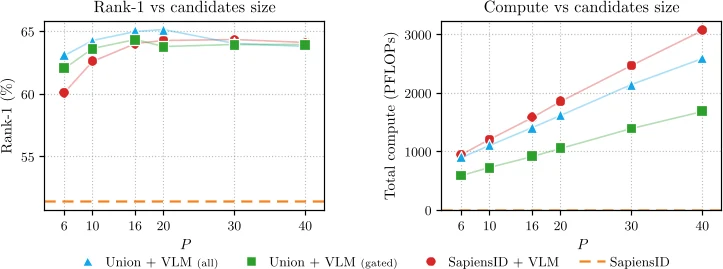 Rank-1 vs candidates size
65
60
55
Rank-1 (%)
6 10 16 20 30 40
P
Compute vs candidates size
3000
2000
1000
0
Total compute (PFLOPs)
6 10 16 20 30 40
P
Union + VLM (all) Union + VLM (gated) SapiensID + VLM SapiensID